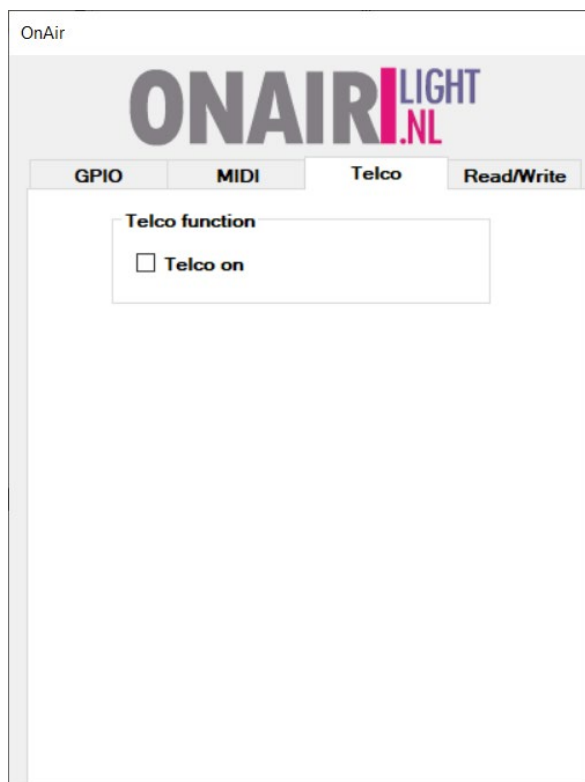 OnAir
ONAIR LIGHT
.NL
GPIO MIDI Telco Read/Write
Telco function
Telco on